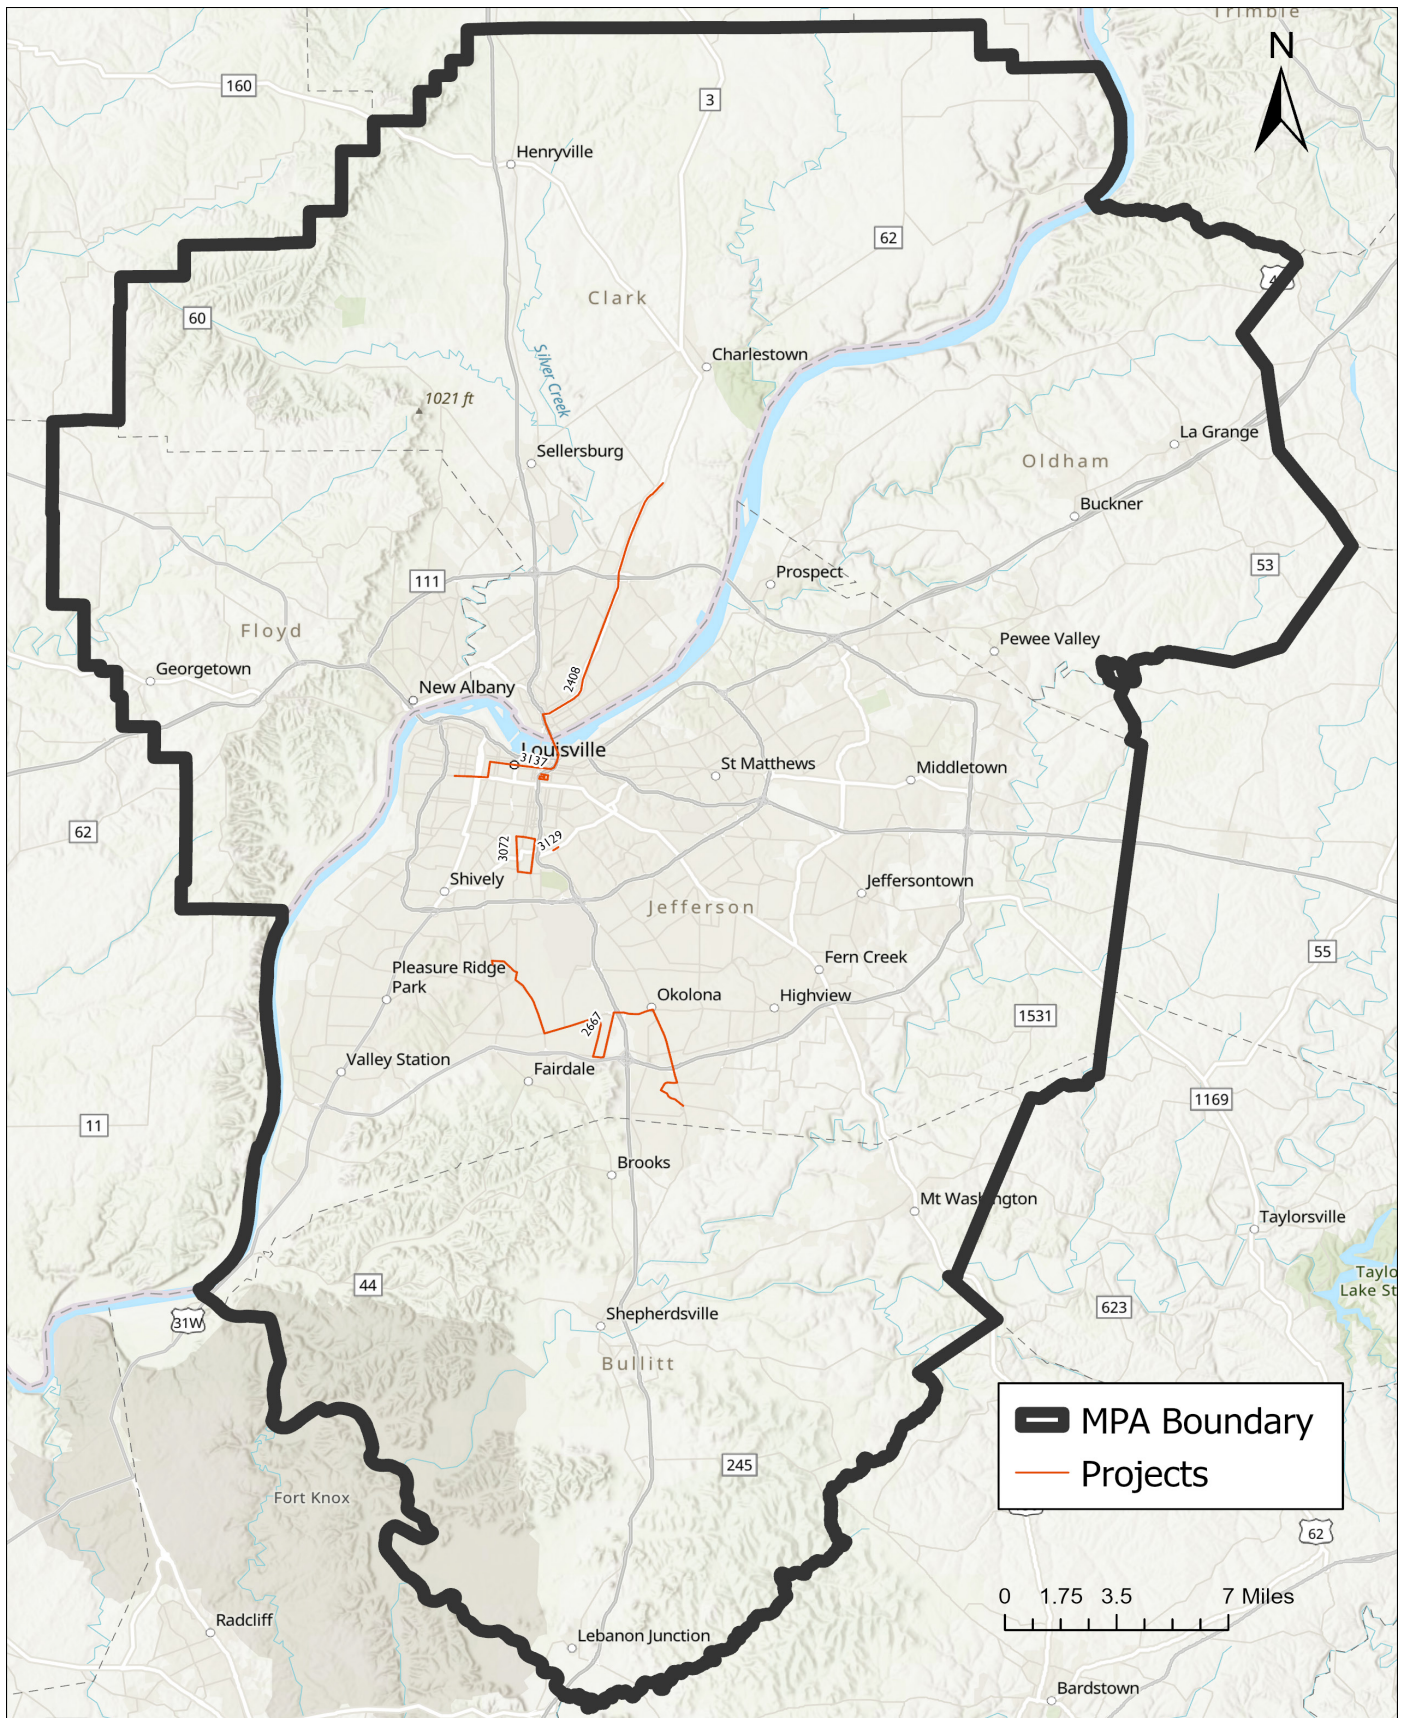 Trimble
N
160
3
Henryville
62
4
Clark
60
Silver Creek
Charlestown
1021 ft
La Grange
Sellersburg
Oldham
Buckner
53
Prospect
111
Floyd
Pewee Valley
Georgetown
2408
New Albany
Louisville
3137
St Matthews
Middletown
62
3072
3129
Shively
Jeffersontown
Jefferson
55
Fern Creek
Pleasure Ridge
Park
Okolona
Highview
1531
2667
Valley Station
Fairdale
1169
11
Brooks
Mt Washington
Taylorsville
Taylo
Lake St
44
623
31W
Shepherdsville
Bullitt
MPA Boundary
245
Projects
Fort Knox
62
0 1.75 3.5 7 Miles
Radcliff
Lebanon Junction
Bardstown